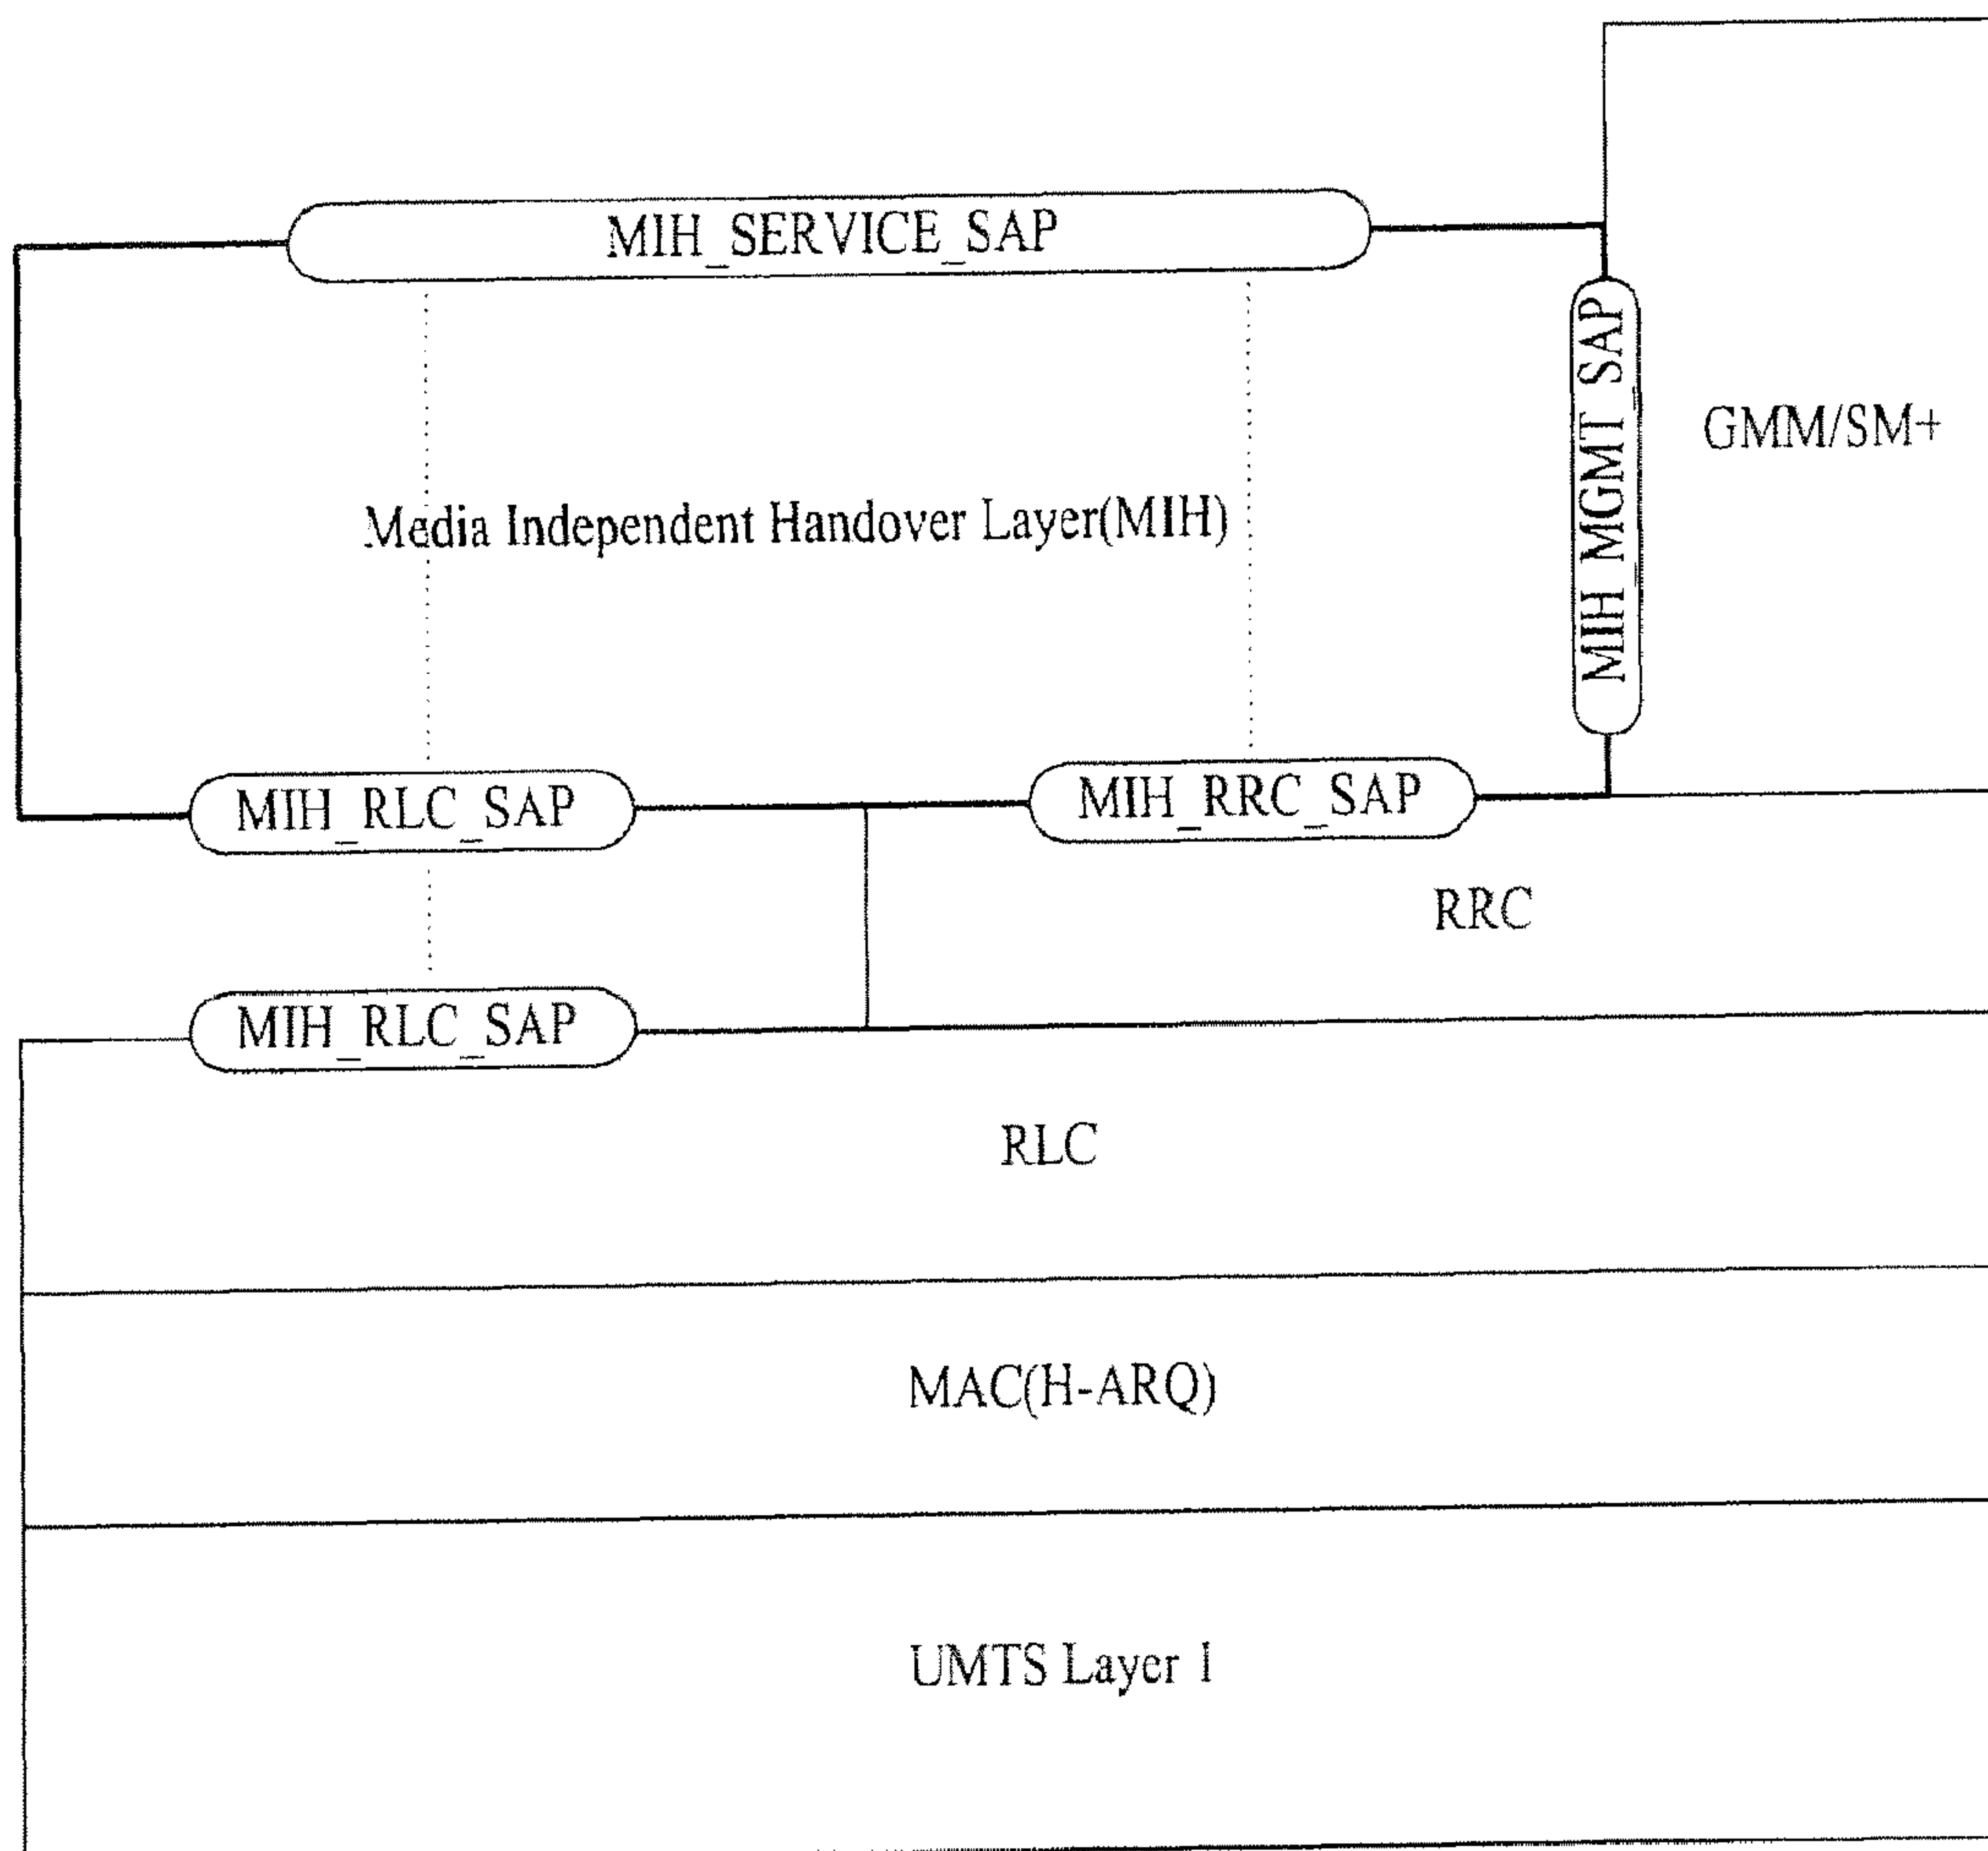 MIH_SERVICE_SAP
MIH_MGMT_SAP
GMM/SM+
Media Independent Handover Layer(MIH)
MIH_RLC_SAP
MIH_RRC_SAP
RRC
MIH_RLC_SAP
RLC
MAC(H-ARQ)
UMTS Layer 1